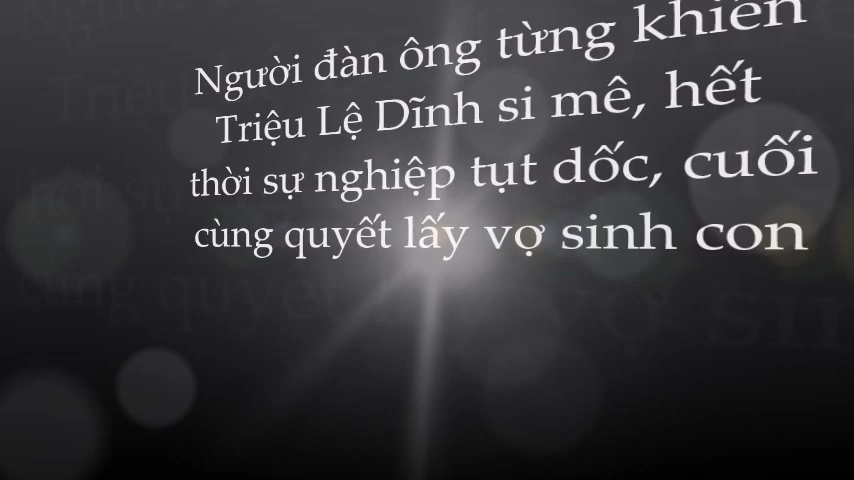 Người đàn ông từng khiến
Triệu Lệ Dĩnh si mê, hết
thời sự nghiệp tụt dốc, cuối
cùng quyết lấy vợ sinh con